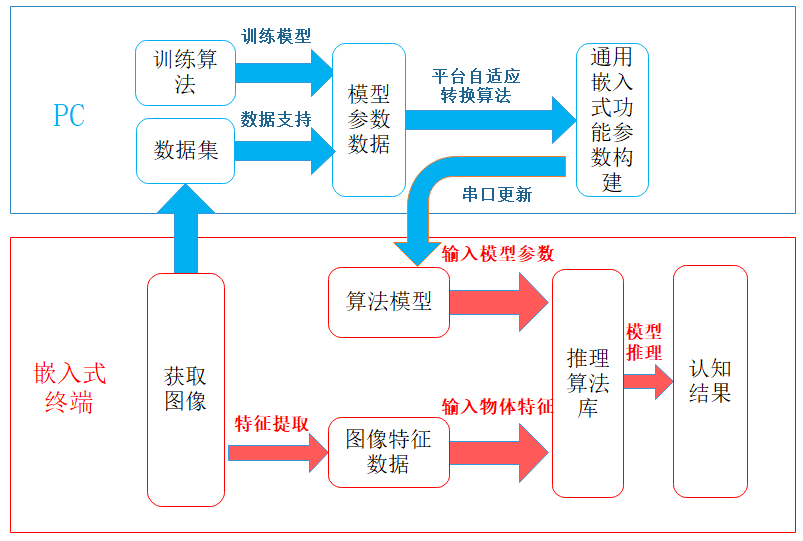 PC
训练算
法
训练模型
数据集
数据支持
模型
参数
数据
平台自适应
转换算法
通用
嵌入
式功
能参
数构
建
串口更新
嵌入式
终端
获取
图像
算法模型
输入模型参数
特征提取
图像特征
数据
输入物体特征
推理
算法
库
模型
推理
认知
结果